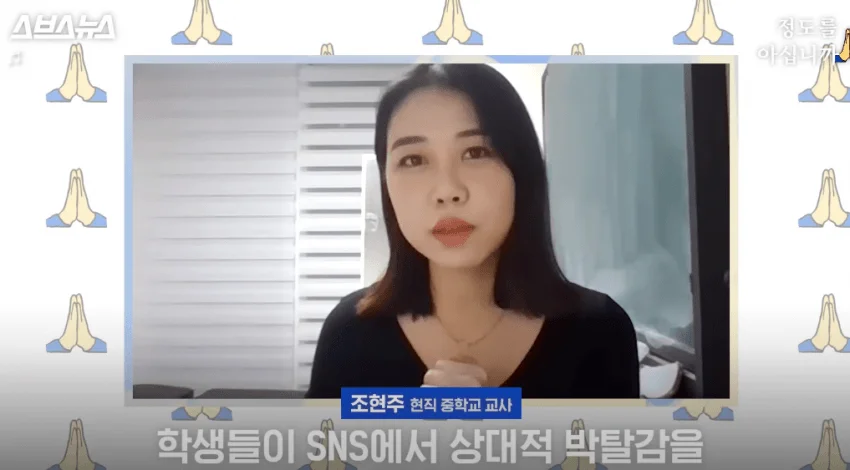 스브스뉴스
정도를
아십니까
조현주 현직 중학교 교사
학생들이 SNS에서 상대적 박탈감을